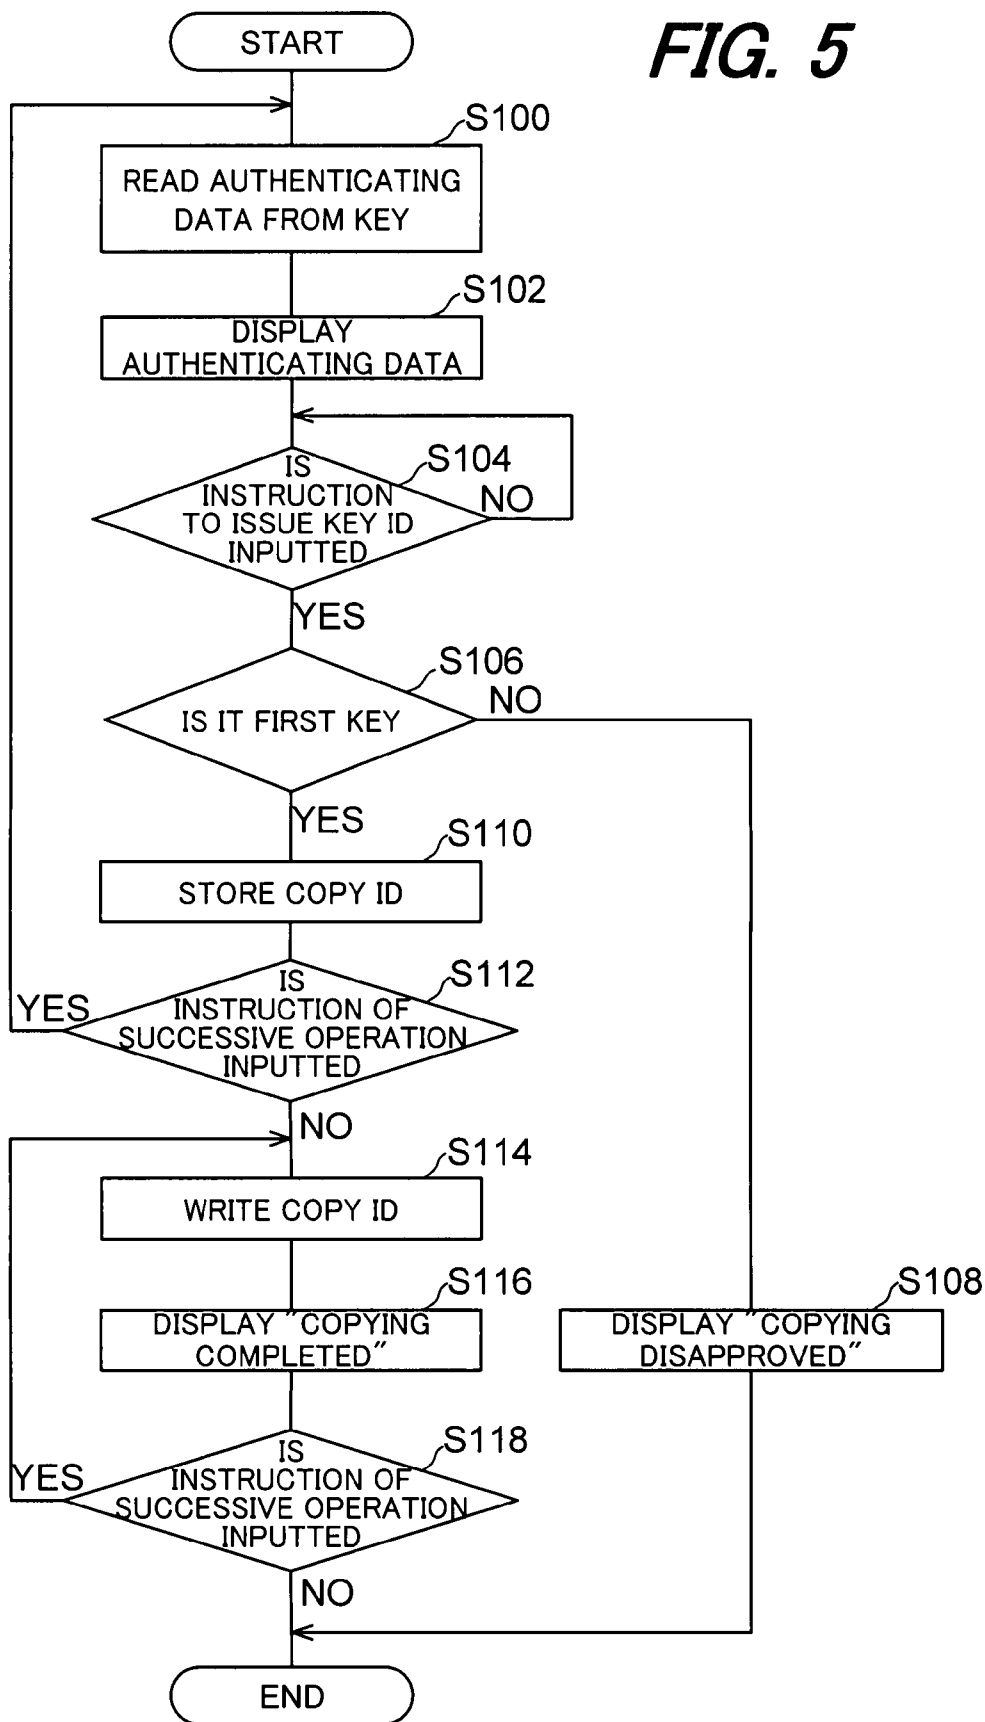 FIG. 5
START
S100
READ AUTHENTICATING
DATA FROM KEY
S102
DISPLAY
AUTHENTICATING DATA
S104
IS
INSTRUCTION
TO ISSUE KEY ID
INPUTTED
NO
YES
S106
IS IT FIRST KEY
NO
YES
S110
STORE COPY ID
S112
IS
INSTRUCTION OF
SUCCESSIVE OPERATION
INPUTTED
YES
NO
S114
WRITE COPY ID
S116
DISPLAY "COPYING
COMPLETED"
S108
DISPLAY "COPYING
DISAPPROVED"
S118
IS
INSTRUCTION OF
SUCCESSIVE OPERATION
INPUTTED
YES
NO
END